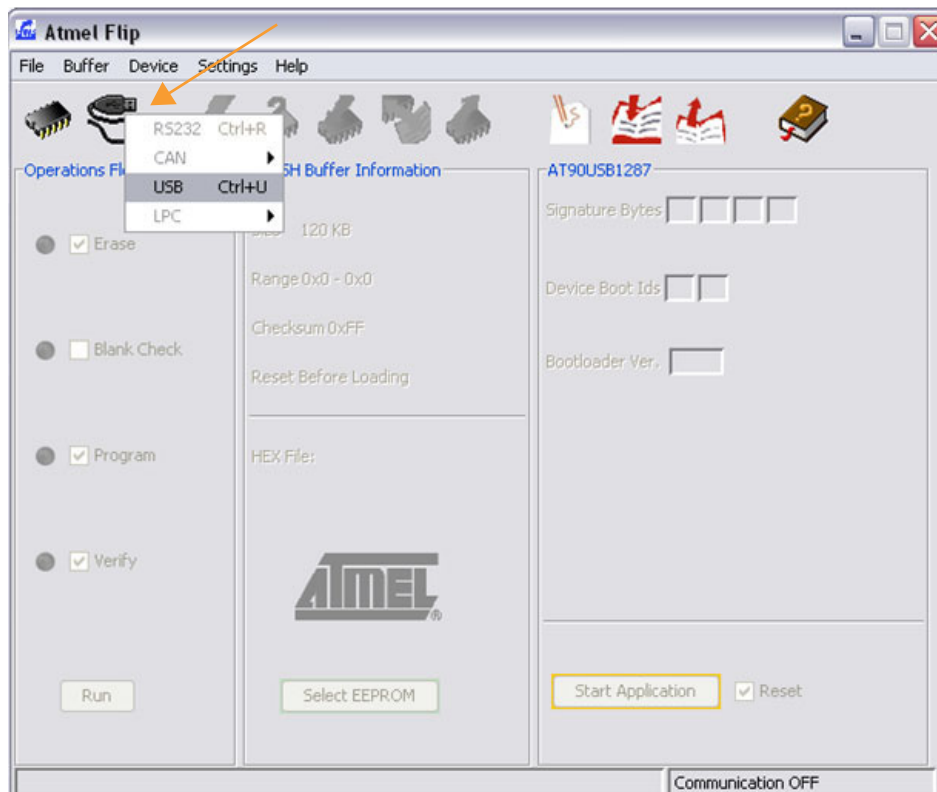 Atmel Flip
File Buffer Device Settings Help
RS232 Ctrl+R
CAN
USB Ctrl+U
LPC
Operations Fl
SH Buffer Information
AT90USB1287
Erase
Blank Check
Program
Verify
Run
Size 120 KB
Range 0x0 - 0x0
Checksum 0xFF
Reset Before Loading
HEX File:
ATMEL®
Select EEPROM
Signature Bytes
Device Boot Ids
Bootloader Ver.
Start Application Reset
Communication OFF